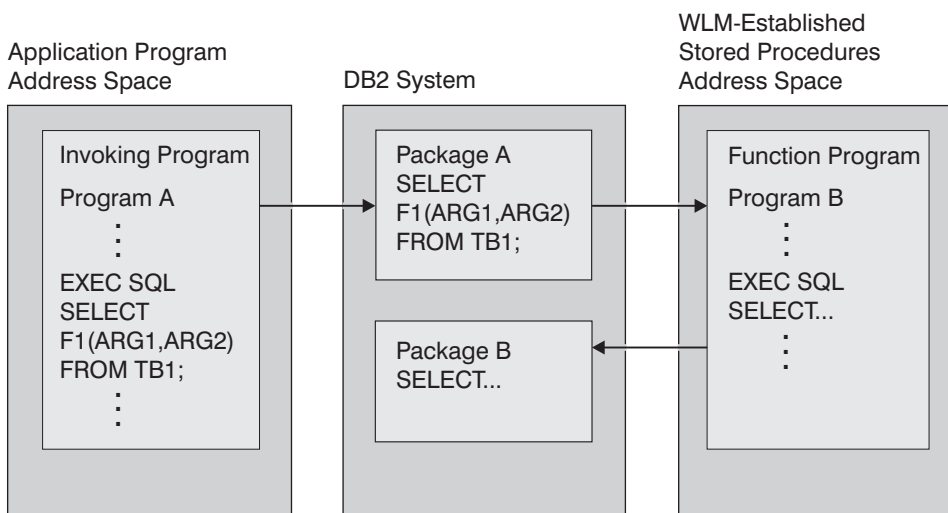 Application Program
Address Space
Invoking Program
Program A
EXEC SQL
SELECT
F1(ARG1,ARG2)
FROM TB1;
DB2 System
Package A
SELECT
F1(ARG1,ARG2)
FROM TB1;
Package B
SELECT...
WLM-Established
Stored Procedures
Address Space
Function Program
Program B
EXEC SQL
SELECT...